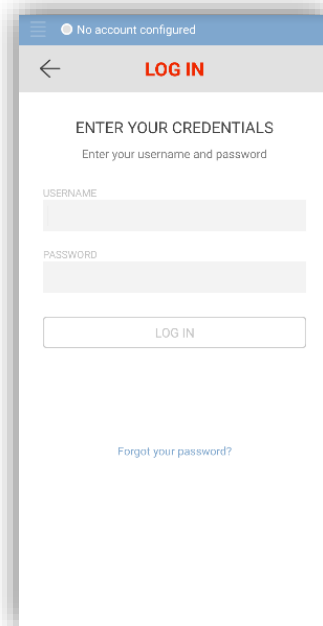 No account configured
LOG IN
ENTER YOUR CREDENTIALS
Enter your username and password
USERNAME
PASSWORD
LOG IN
Forgot your password?